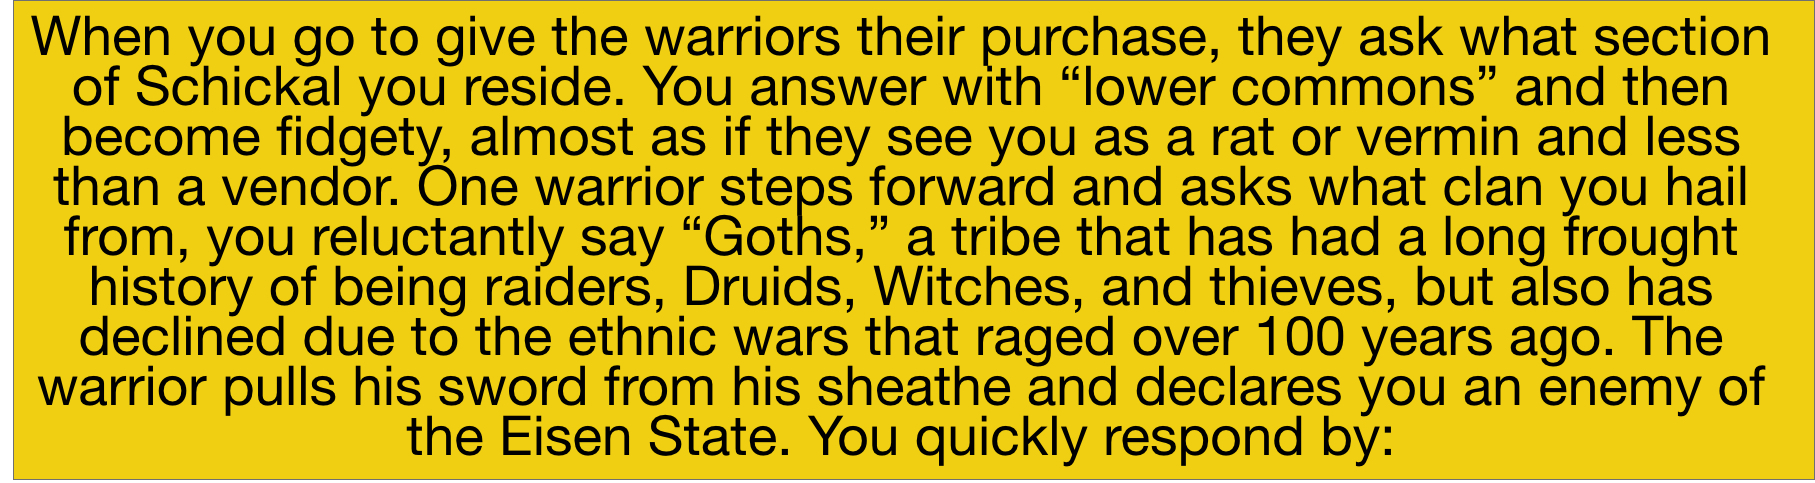 When you go to give the warriors their purchase, they ask what section
of Schickal you reside. You answer with “lower commons” and then
become fidgety, almost as if they see you as a rat or vermin and less
than a vendor. One warrior steps forward and asks what clan you hail
from, you reluctantly say “Goths,” a tribe that has had a long frought
history of being raiders, Druids, Witches, and thieves, but also has
declined due to the ethnic wars that raged over 100 years ago. The
warrior pulls his sword from his sheathe and declares you an enemy of
the Eisen State. You quickly respond by: